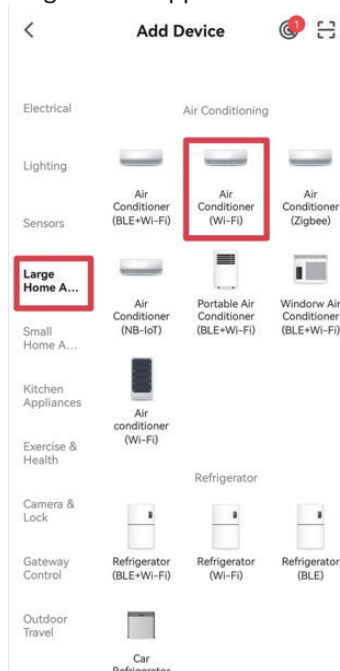 Add Device
1
Electrical
Lighting
Sensors
Large
Home A...
Small
Home A...
Kitchen
Appliances
Exercise &
Health
Camera &
Lock
Gateway
Control
Outdoor
Travel
Air Conditioning
Air
Conditioner
(BLE+Wi-Fi)
Air
Conditioner
(Wi-Fi)
Air
Conditioner
(Zigbee)
Air
Conditioner
(NB-IoT)
Portable Air
Conditioner
(BLE+Wi-Fi)
Windorw Air
Conditioner
(BLE+Wi-Fi)
Air
conditioner
(Wi-Fi)
Refrigerator
Refrigerator
(BLE+Wi-Fi)
Refrigerator
(Wi-Fi)
Refrigerator
(BLE)
Car
Refrigerator